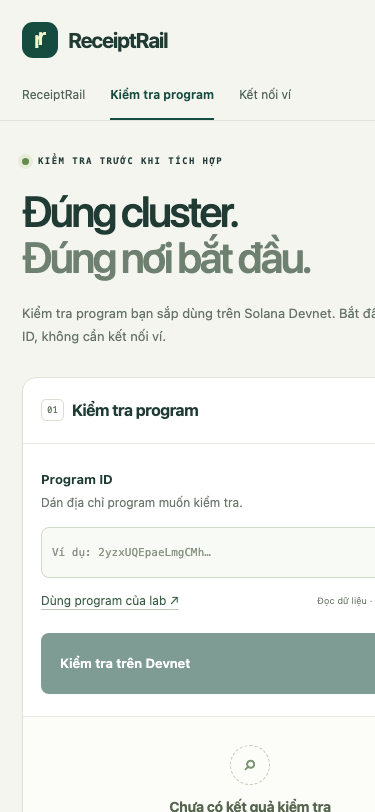 ReceiptRail
ReceiptRail Kiểm tra program Kết nối ví
KIỂM TRA TRƯỚC KHI TÍCH HỢP
Đúng cluster.
Đúng nơi bắt đầu.
Kiểm tra program bạn sắp dùng trên Solana Devnet. Bắt
ID, không cần kết nối ví.
01 Kiểm tra program
Program ID
Dán địa chỉ program muốn kiểm tra.
Ví dụ: 2yzxUQEpaeLmgCMh…
Dùng program của lab ↗ Đọc dữ liệu ·
Kiểm tra trên Devnet
Chưa có kết quả kiểm tra